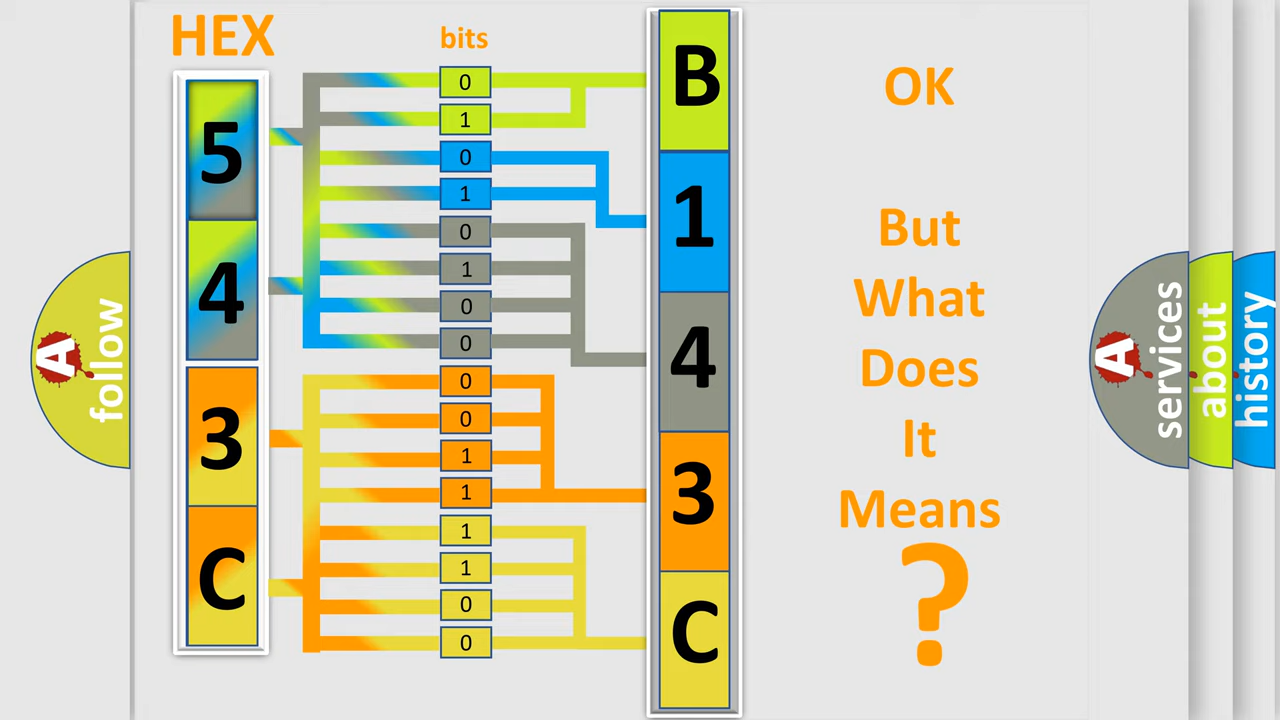 HEX
bits
5
4
3
C
0
1
0
1
0
1
0
0
0
0
1
1
1
1
0
0
B
1
4
3
C
OK
But
What
Does
It
Means
?
A
follow
A
services
about
history